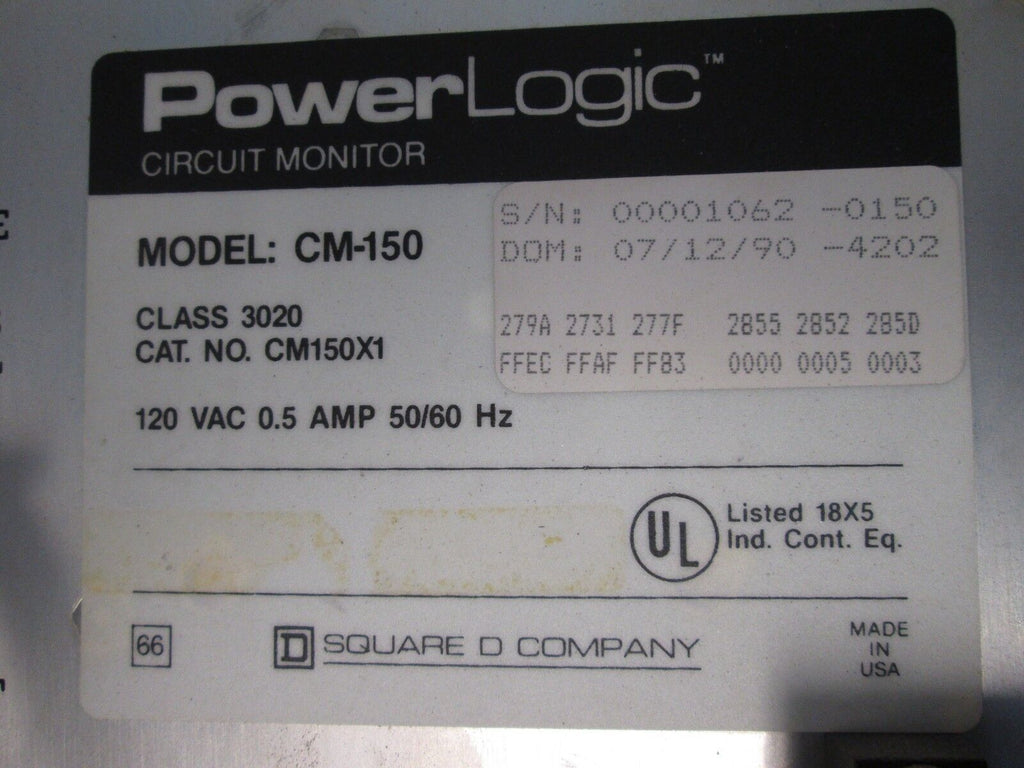 PowerLogic™
CIRCUIT MONITOR
S/N: 00001062 -0150
DOM: 07/12/90 -4202
279A 2731 277F 2855 2852 285D
FFEC FFAF FF83 0000 0005 0003
MODEL: CM-150
CLASS 3020
CAT. NO. CM150X1
120 VAC 0.5 AMP 50/60 Hz
UL
Listed 18X5
Ind. Cont. Eq.
66
D SQUARE D COMPANY
MADE
IN
USA